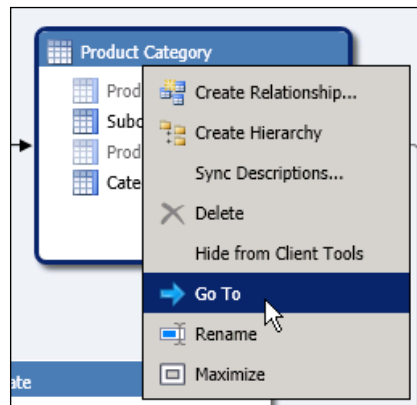 Product Category
Prod
Subc
Prod
Cate
Create Relationship...
Create Hierarchy
Sync Descriptions...
Delete
Hide from Client Tools
Go To
Rename
Maximize
ate